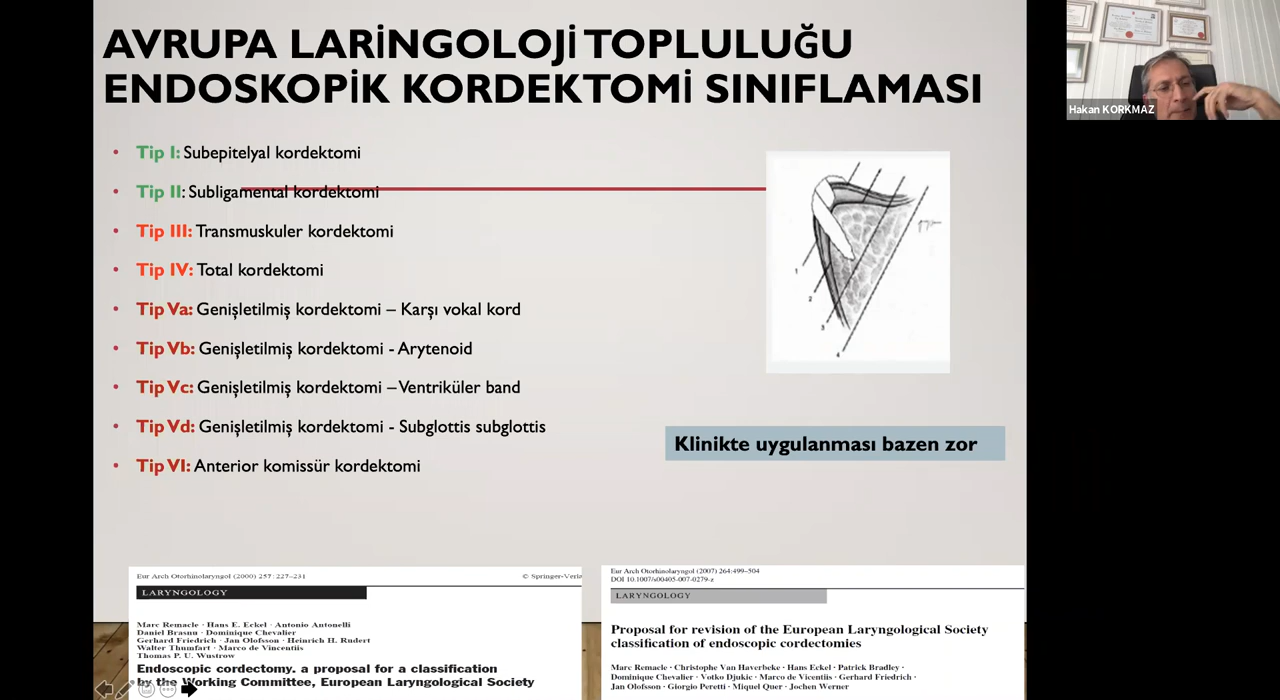 AVRUPA LARİNGOLOJİ TOPLULUĞU
ENDOSKOPİK KORDEKTOMİ SINIFLAMASI
Hakan KORKMAZ
• Tip I: Subepitelyal kordektomi
• Tip II: Subligamental kordektomi
• Tip III: Transmuskuler kordektomi
• Tip IV: Total kordektomi
• Tip Va: Genişletilmiş kordektomi – Karşı vokal kord
• Tip Vb: Genişletilmiş kordektomi - Arytenoid
• Tip Vc: Genişletilmiş kordektomi – Ventriküler band
• Tip Vd: Genişletilmiş kordektomi - Subglottis subglottis
• Tip VI: Anterior komissür kordektomi
1
2
3
4
Klinikte uygulanması bazen zor
Eur Arch Otorhinolaryngol (2000) 257:227–231
© Springer-Verla
LARYNGOLOGY
Marc Remacle · Hans E. Eckel · Antonio Antonelli
Daniel Brasnu · Dominique Chevalier
Gerhard Friedrich · Jan Olofsson · Heinrich H. Rudert
Walter Thumfart · Marco de Vincentiis
Thomas P. U. Wustrow
Endoscopic cordectomy. a proposal for a classification
by the Working Committee, European Laryngological Society
Eur Arch Otorhinolaryngol (2007) 264:499–504
DOI 10.1007/s00405-007-0279-z
LARYNGOLOGY
Proposal for revision of the European Laryngological Society
classification of endoscopic cordectomies
Marc Remacle · Christophe Van Haverbeke · Hans Eckel · Patrick Bradley ·
Dominique Chevalier · Votko Djukic · Marco de Vicentiis · Gerhard Friedrich ·
Jan Olofsson · Giorgio Peretti · Miquel Quer · Jochen Werner